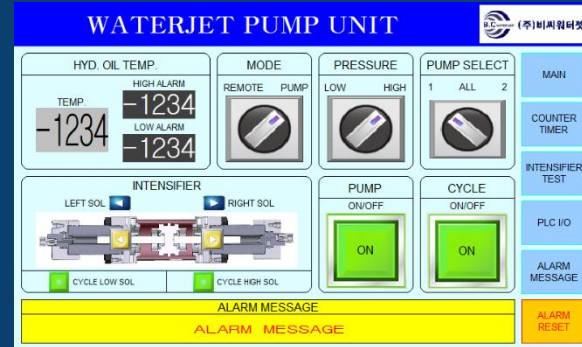 WATERJET PUMP UNIT
(주)비씨워터젯
HYD. OIL TEMP.
TEMP.
-1234
HIGH ALARM
-1234
LOW ALARM
-1234
MODE
REMOTE PUMP
PRESSURE
LOW HIGH
PUMP SELECT
1 ALL 2
MAIN
COUNTER
TIMER
INTENSIFIER
TEST
PLC I/O
ALARM
MESSAGE
ALARM
RESET
INTENSIFIER
LEFT SOL
RIGHT SOL
CYCLE LOW SOL
CYCLE HIGH SOL
PUMP
ON/OFF
ON
CYCLE
ON/OFF
ON
ALARM MESSAGE
ALARM MESSAGE